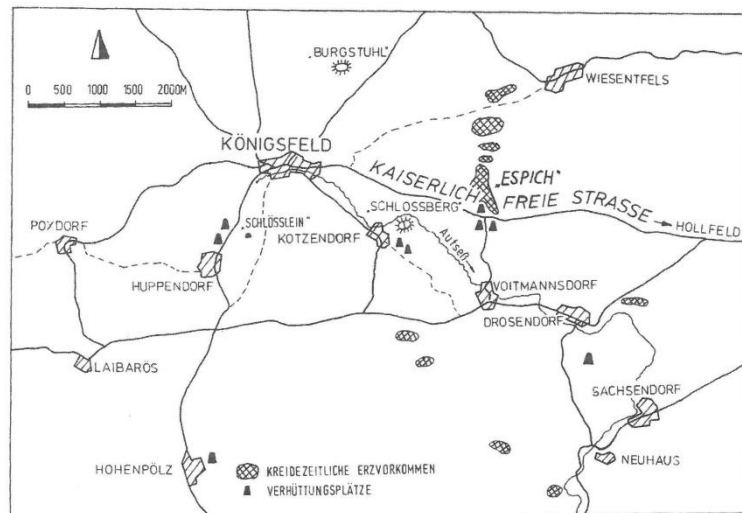 „BURGSTUHL"
WIESENTFELS
0 500 1000 1500 2000M
KÖNIGSFELD
KAISERLICH FREIE STRASSE
„ESPICH"
HOLLFELD
„SCHLOSSBERG"
„SCHLÖSSLEIN"
POXDORF
KOTZENDORF
Aufseß
HUPPENDORF
VOITMANNSDORF
DROSENDORF
LAIBARÖS
SACHSENDORF
HOHENPÖLZ
NEUHAUS
KREIDEZEITLICHE ERZVORKOMMEN
VERHÜTTUNGSPLÄTZE